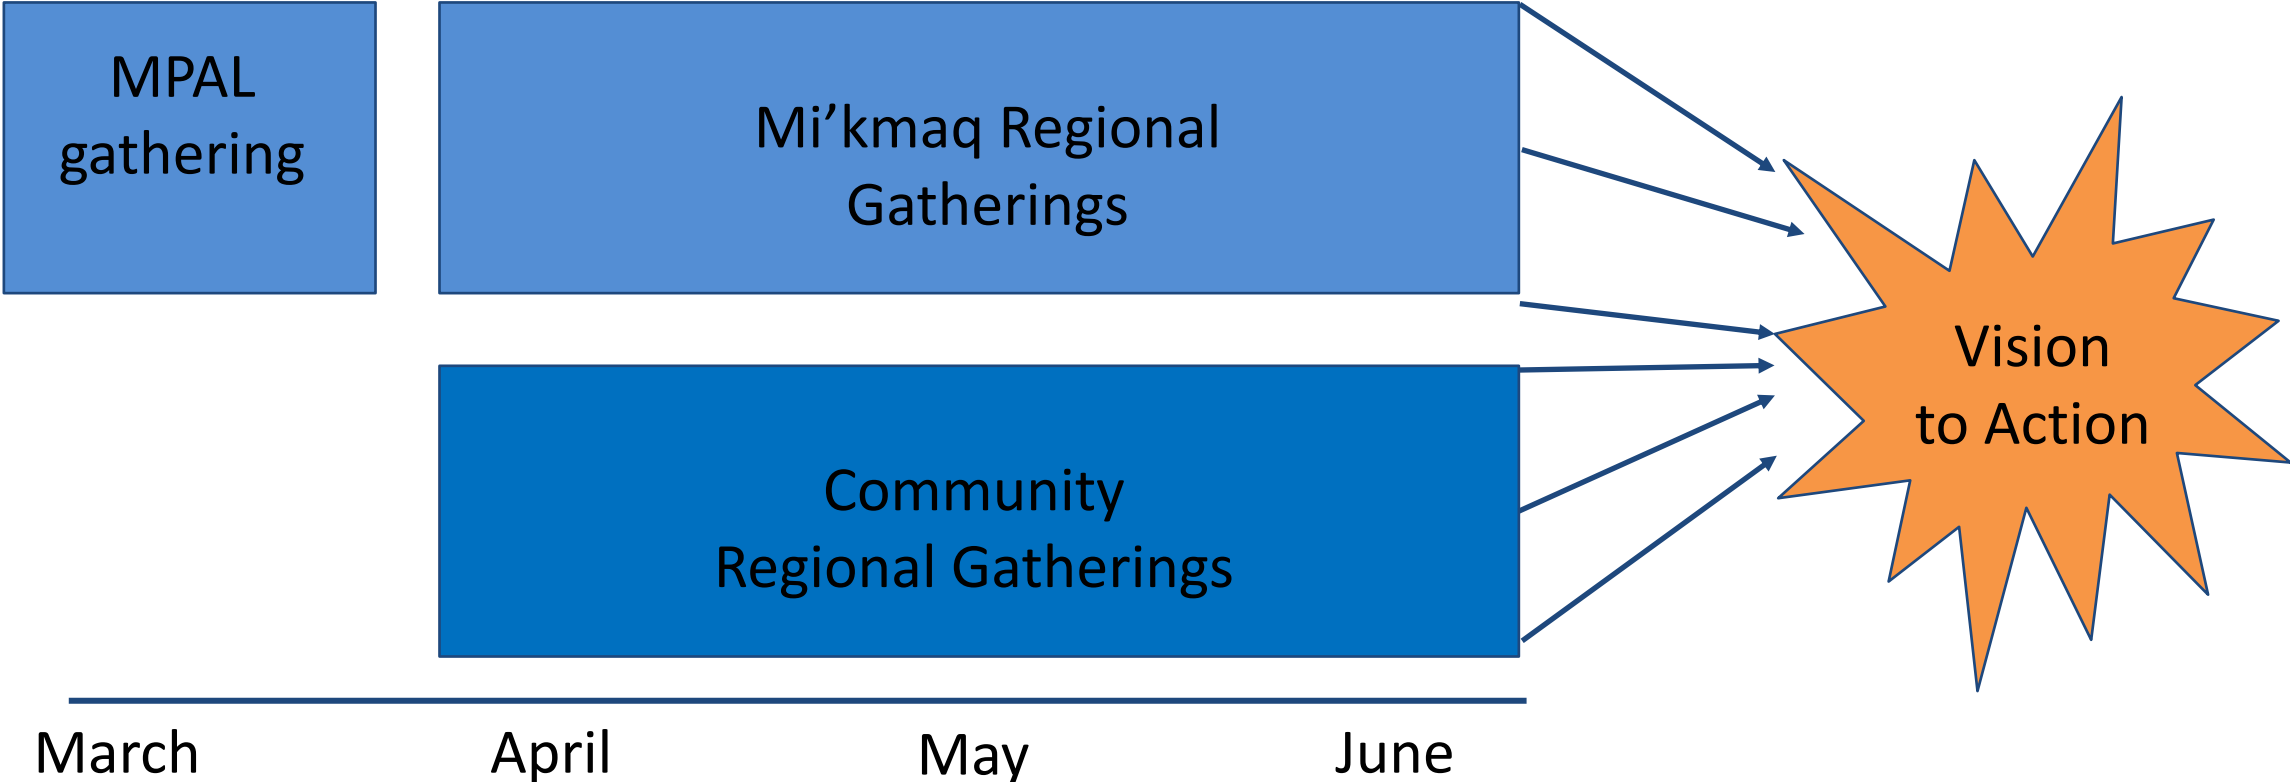 MPAL
gathering
Mi’kmaq Regional
Gatherings
Community
Regional Gatherings
Vision
to Action
March
April
May
June